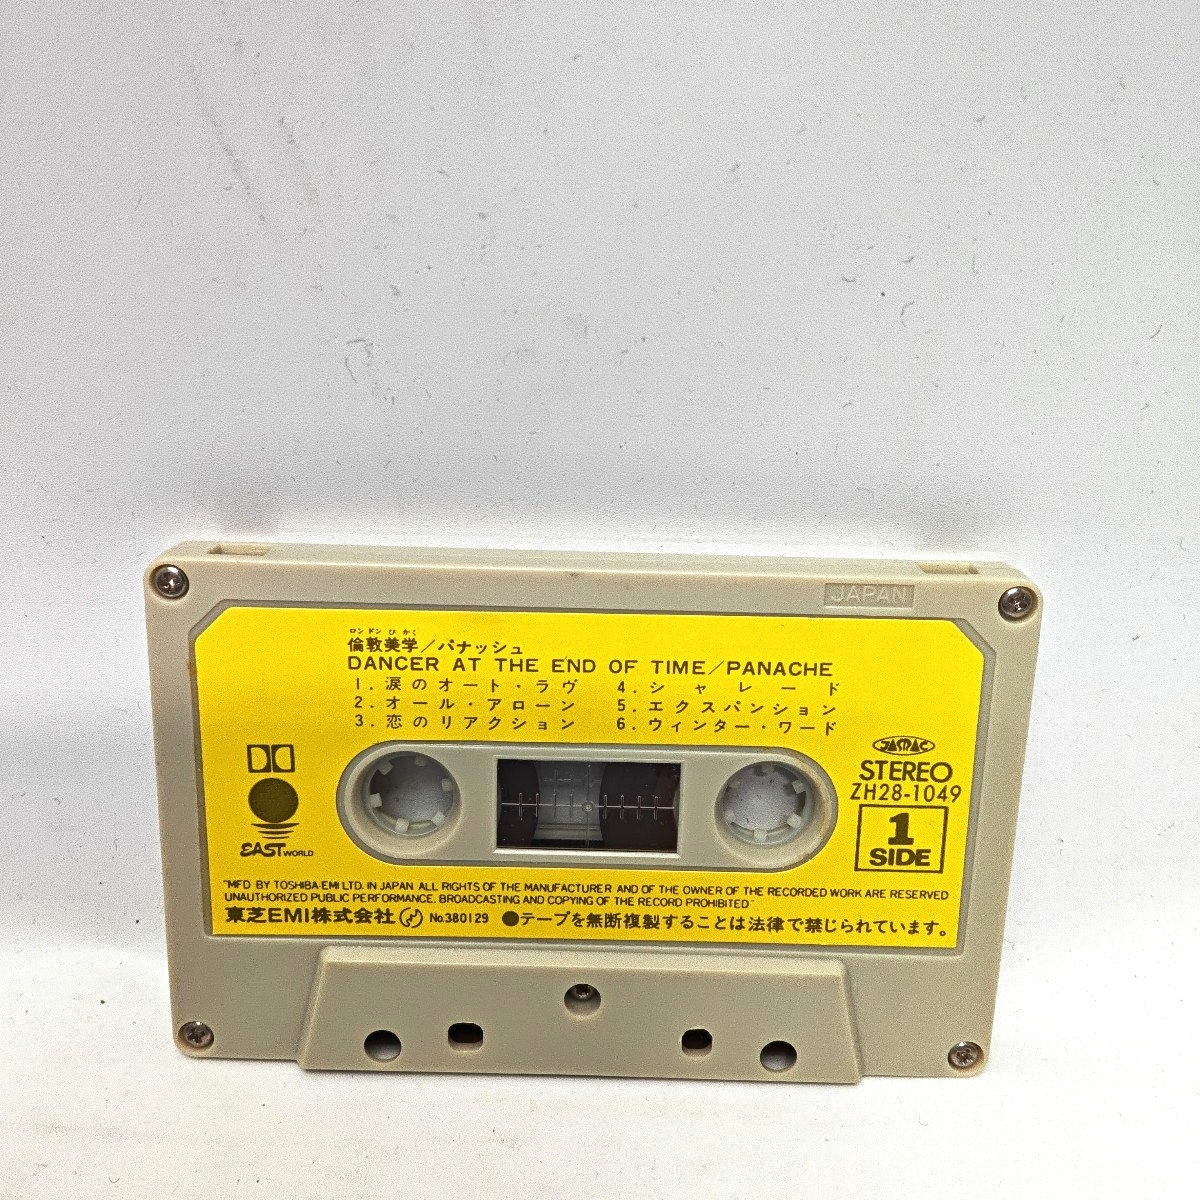 JAPAN
ロンドン ひ かく
倫敦美学/パナッシュ
DANCER AT THE END OF TIME/PANACHE
1. 涙のオート・ラヴ 4. シャレード
2. オール・アローン 5. エクスパンション
3. 恋のリアクション 6. ウィンター・ワード
JASRAC
STEREO
ZH28-1049
1
SIDE
EAST WORLD
"MFD BY TOSHIBA-EMI LTD. IN JAPAN ALL RIGHTS OF THE MANUFACTURER AND OF THE OWNER OF THE RECORDED WORK ARE RESERVED
UNAUTHORIZED PUBLIC PERFORMANCE. BROADCASTING AND COPYING OF THE RECORD PROHIBITED"
東芝EMI株式会社 No.380129 ●テープを無断複製することは法律で禁じられています。